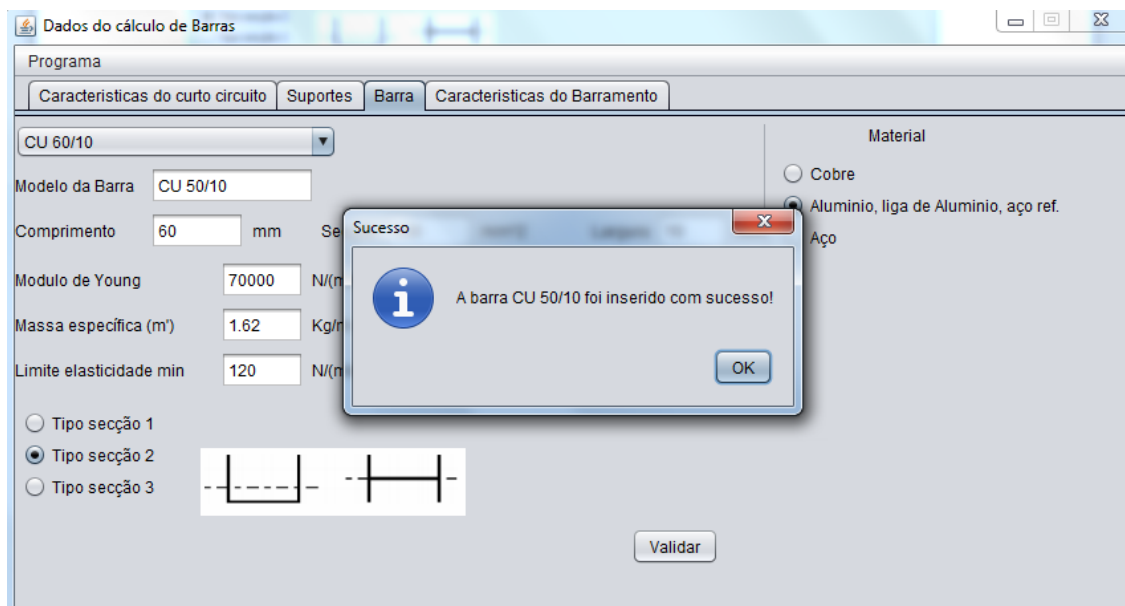 Dados do cálculo de Barras
Programa
Caracteristicas do curto circuito Suportes Barra Caracteristicas do Barramento
CU 60/10
Material
Modelo da Barra CU 50/10
Cobre
Aluminio, liga de Aluminio, aço ref.
Aço
Comprimento 60 mm
Modulo de Young 70000
Massa específica (m') 1.62
Limite elasticidade min 120
Sucesso
A barra CU 50/10 foi inserido com sucesso!
OK
Tipo secção 1
Tipo secção 2
Tipo secção 3
Validar